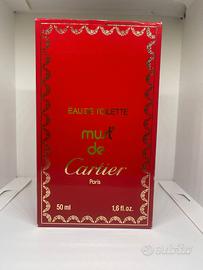 EAU DE TOILETTE
must
de
Cartier
Paris
50 ml 1,6 fl.oz.
subito